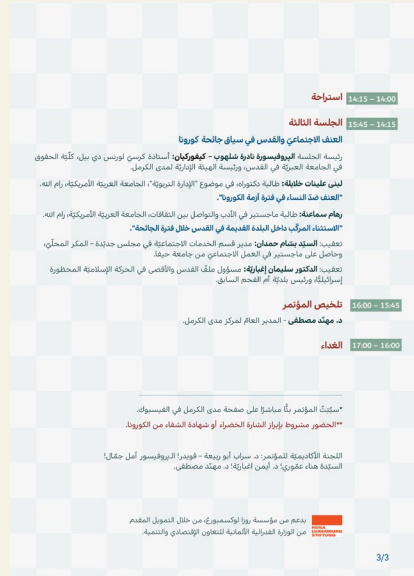 14:00 – 14:15 استراحة
14:15 – 15:45 الجلسة الثالثة
العنف الاجتماعيّ والقدس في سياق جائحة كورونا
رئيسة الجلسة البروفيسورة نادرة شلهوب – كيفوركيان: أستاذة كرسيّ لورنس دي بيل، كلّيّة الحقوق
في الجامعة العبريّة في القدس، ورئيسة الهيئة الإداريّة لمدى الكرمل.
لبنى علينات خلايلة: طالبة دكتوراه، في موضوع "الإدارة التربويّة"، الجامعة العربيّة الأمريكيّة، رام الله.
"العنف ضدّ النساء في فترة أزمة الكورونا".
رهام سماعنة: طالبة ماجستير في الأدب والتواصل بين الثقافات، الجامعة العربيّة الأمريكيّة، رام الله.
"الاستثناء المركّب داخل البلدة القديمة في القدس خلال فترة الجائحة".
تعقيب: السيّد بسّام حمدان: مدير قسم الخدمات الاجتماعيّة في مجلس جديّدة – المكر المحلّيّ،
وحاصل على ماجستير في العمل الاجتماعيّ من جامعة حيفا.
تعقيب: الدكتور سليمان إغباريّة: مسؤول ملفّ القدس والأقصى في الحركة الإسلاميّة المحظورة
إسرائيليًّا، ورئيس بلديّة أم الفحم السابق.
15:45 – 16:00 تلخيص المؤتمر
د. مهنّد مصطفى - المدير العامّ لمركز مدى الكرمل.
16:00 – 17:00 الغداء
*سيُبَثّ المؤتمر بثًّا مباشرًا على صفحة مدى الكرمل في الفيسبوك.
**الحضور مشروط بإبراز الشارة الخضراء أو شهادة الشفاء من الكورونا.
اللجنة الأكاديميّة للمؤتمر: د. سراب أبو ربيعة – قويدر؛ البروفيسور أمل جمّال؛
السيّدة هناء عمّوري؛ د. أيمن اغباريّة؛ د. مهنّد مصطفى.
بدعم من مؤسسة روزا لوكسمبورغ، من خلال التمويل المقدم
من الوزارة الفدرالية الألمانية للتعاون الإقتصادي والتنمية.
ROSA
LUXEMBURG
STIFTUNG
3/3